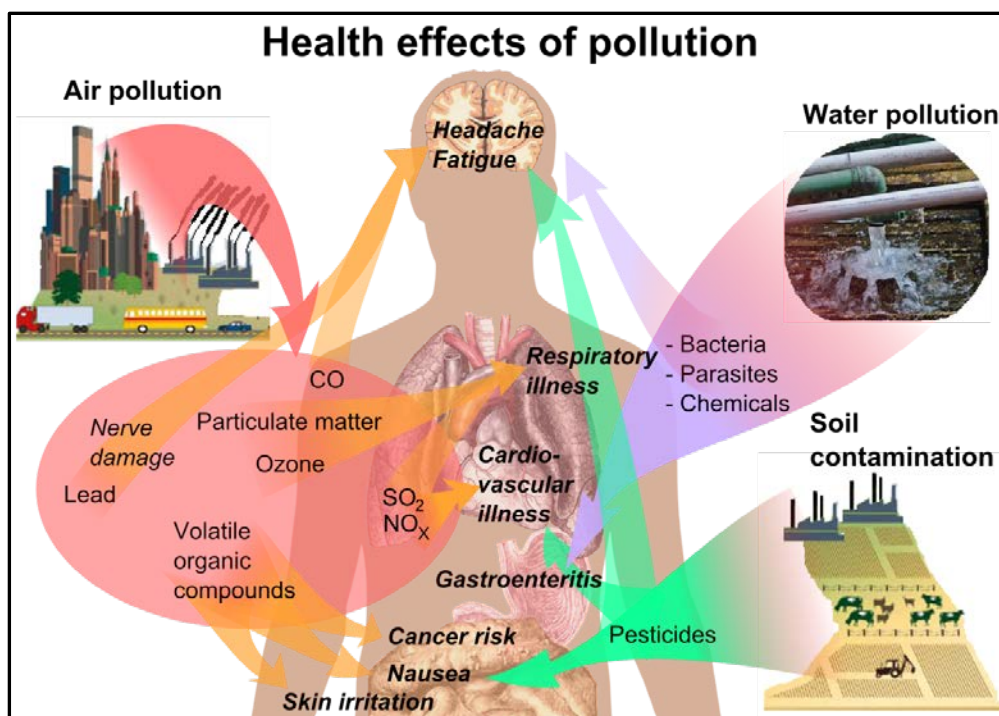 Health effects of pollution
Air pollution
Water pollution
Headache
Fatigue
CO
Particulate matter
Nerve
damage
Ozone
Lead
SO₂
NOₓ
Volatile
organic
compounds
Respiratory
illness
Cardio-
vascular
illness
Gastroenteritis
Cancer risk
Nausea
Skin irritation
- Bacteria
- Parasites
- Chemicals
Soil
contamination
Pesticides